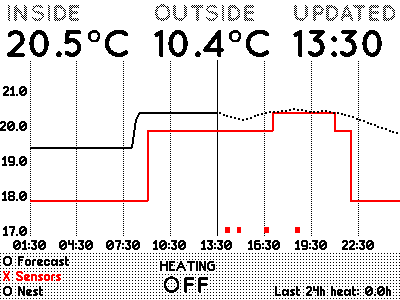 INSIDE OUTSIDE UPDATED
20.5°C 10.4°C 13:30
21.0
20.0
19.0
18.0
17.0
01:30 04:30 07:30 10:30 13:30 16:30 19:30 22:30
O Forecast
X Sensors
O Nest
HEATING
OFF
Last 24h heat: 0.0h